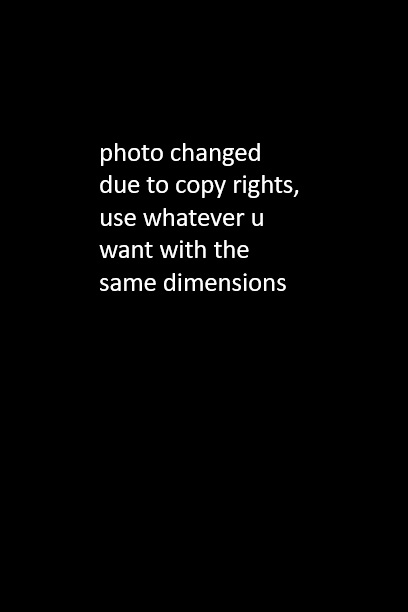 photo changed
due to copy rights,
use whatever u
want with the
same dimensions